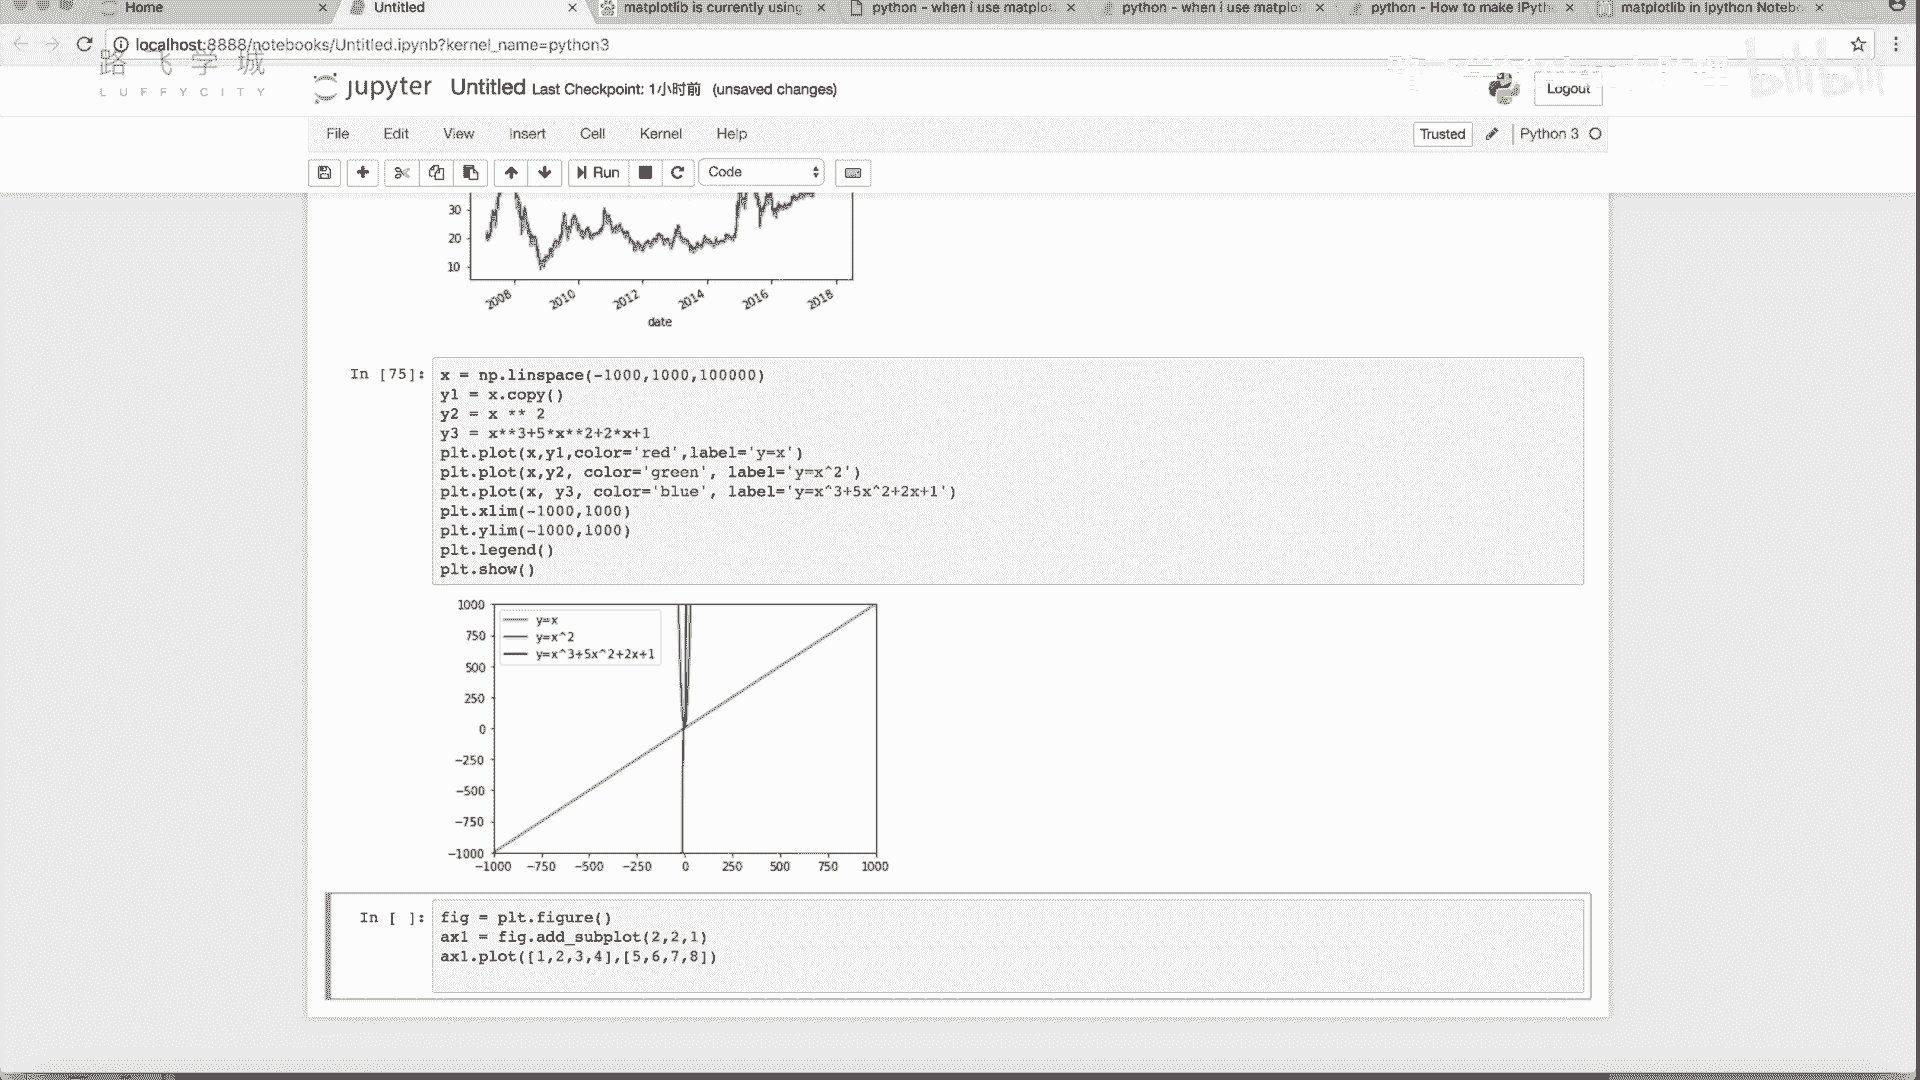 Home
Untitled
matplotlib is currently using
python - when i use matplot
python - when i use matplo
python - How to make IPyth
matplotlib in Ipython Noteb
localhost:8888/notebooks/Untitled.ipynb?kernel_name=python3
路飞学城
LUFFYCITY
bilibili
jupyter Untitled Last Checkpoint: 1小时前 (unsaved changes)
Logout
File Edit View Insert Cell Kernel Help
Trusted Python 3
Run Code
30
20
10
2008 2010 2012 2014 2016 2018
date
In [75]:
x = np.linspace(-1000,1000,100000)
y1 = x.copy()
y2 = x ** 2
y3 = x**3+5*x**2+2*x+1
plt.plot(x,y1,color='red',label='y=x')
plt.plot(x,y2, color='green', label='y=x^2')
plt.plot(x, y3, color='blue', label='y=x^3+5x^2+2x+1')
plt.xlim(-1000,1000)
plt.ylim(-1000,1000)
plt.legend()
plt.show()
1000
750
500
250
0
−250
−500
−750
−1000
y=x
y=x^2
y=x^3+5x^2+2x+1
−1000 −750 −500 −250 0 250 500 750 1000
In [ ]:
fig = plt.figure()
ax1 = fig.add_subplot(2,2,1)
ax1.plot([1,2,3,4],[5,6,7,8])